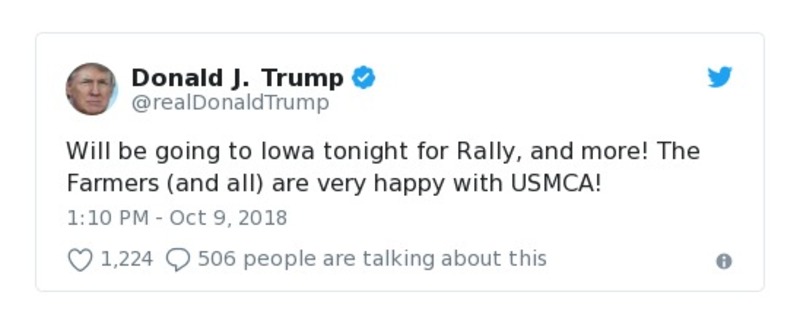 Donald J. Trump
@realDonaldTrump
Will be going to Iowa tonight for Rally, and more! The
Farmers (and all) are very happy with USMCA!
1:10 PM - Oct 9, 2018
1,224 506 people are talking about this